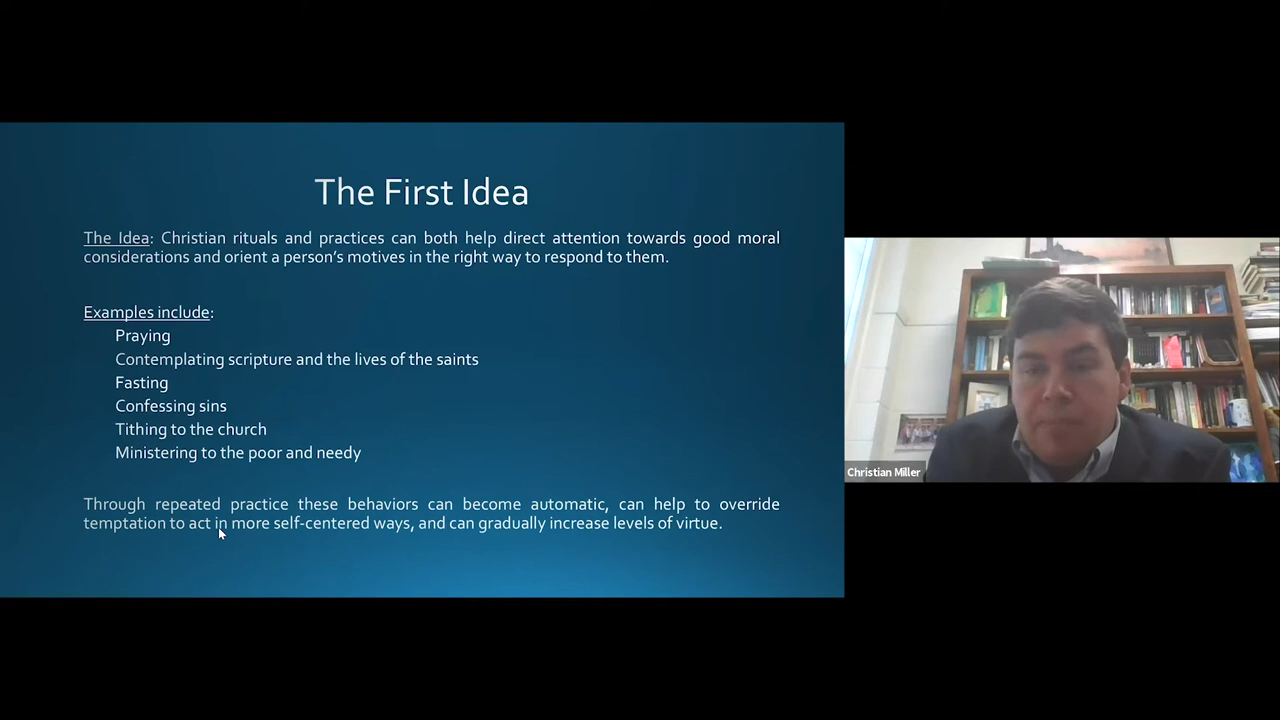 The First Idea
The Idea: Christian rituals and practices can both help direct attention towards good moral
considerations and orient a person's motives in the right way to respond to them.
Examples include:
Praying
Contemplating scripture and the lives of the saints
Fasting
Confessing sins
Tithing to the church
Ministering to the poor and needy
Through repeated practice these behaviors can become automatic, can help to override
temptation to act in more self-centered ways, and can gradually increase levels of virtue.
Christian Miller